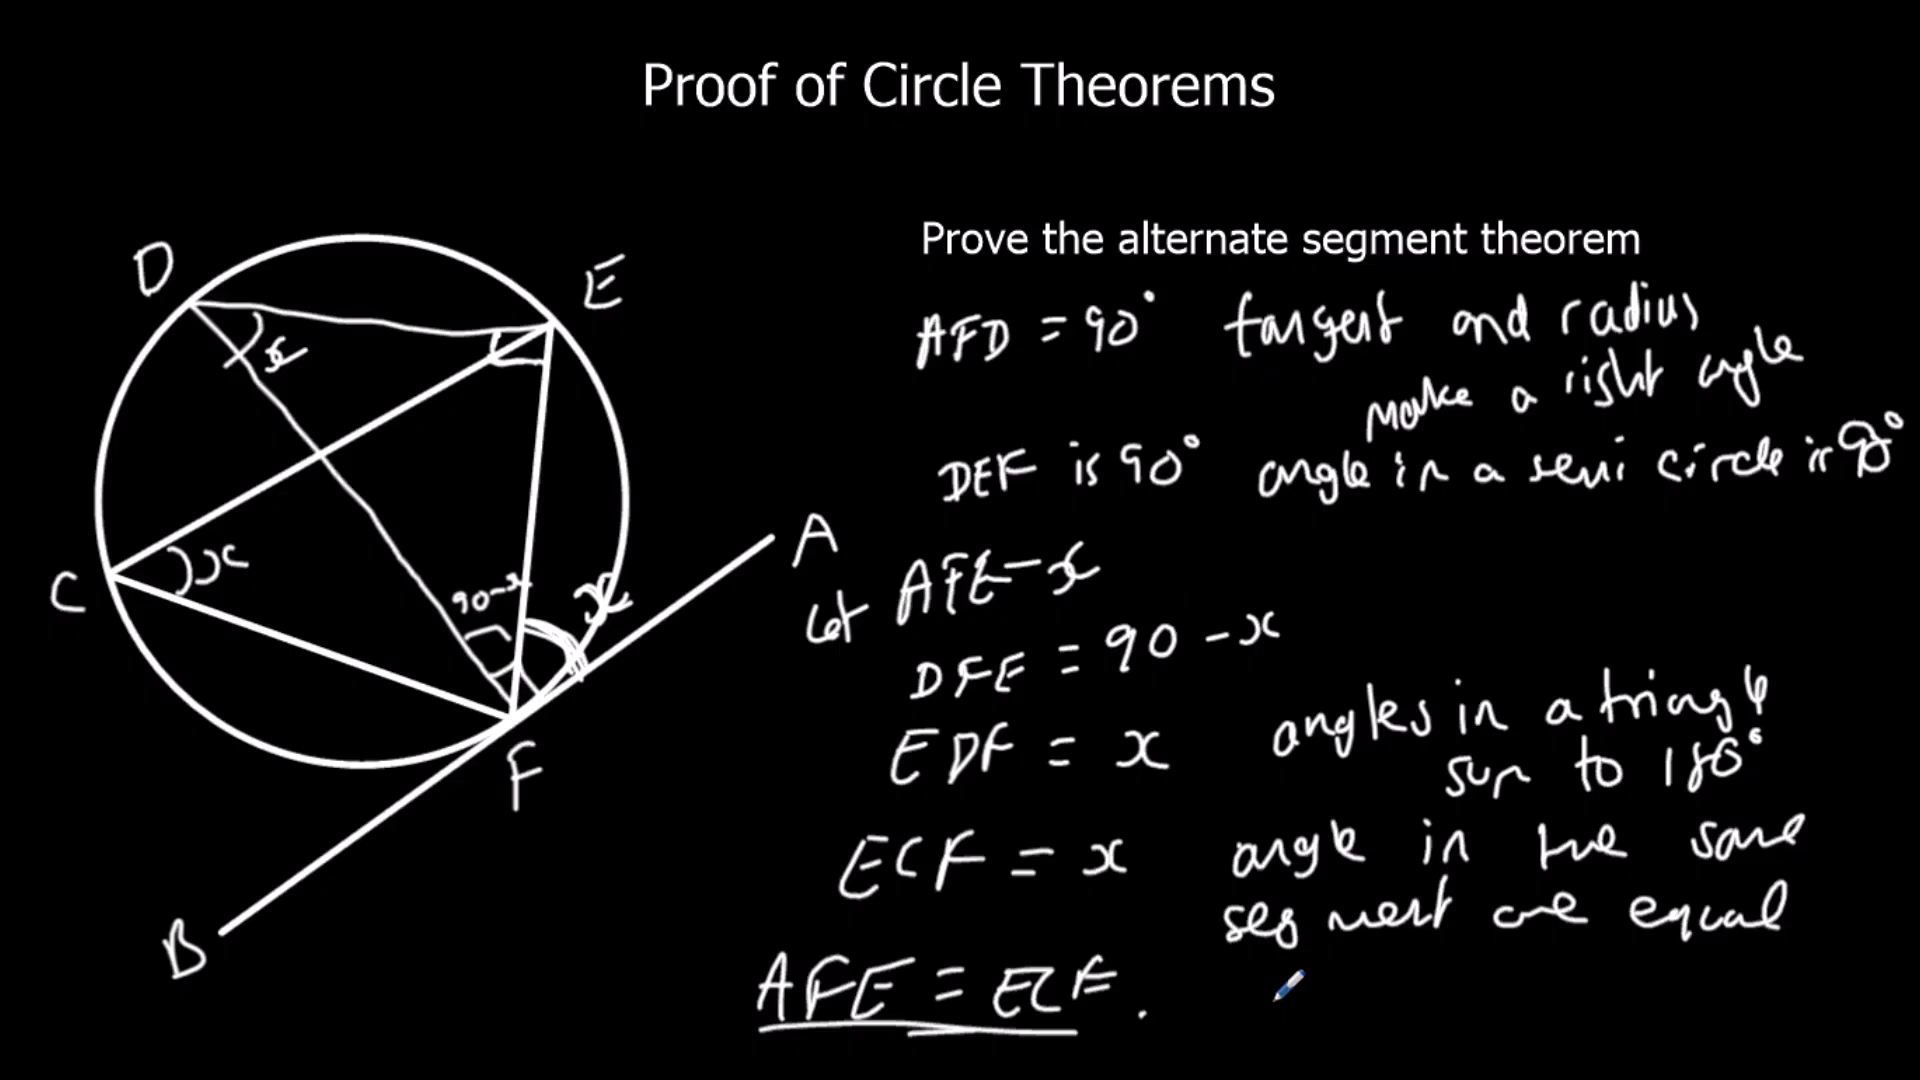 Proof of Circle Theorems
Prove the alternate segment theorem
AFD = 90° tangent and radius
make a right angle
DEF is 90° angle in a semi circle is 90°
let AFE = x
DFE = 90 - x
EDF = x angles in a triangle
sum to 180°
ECF = x angle in the same
segment are equal
AFE = ECF.
D
E
x
C
x
90-x
x
A
F
B